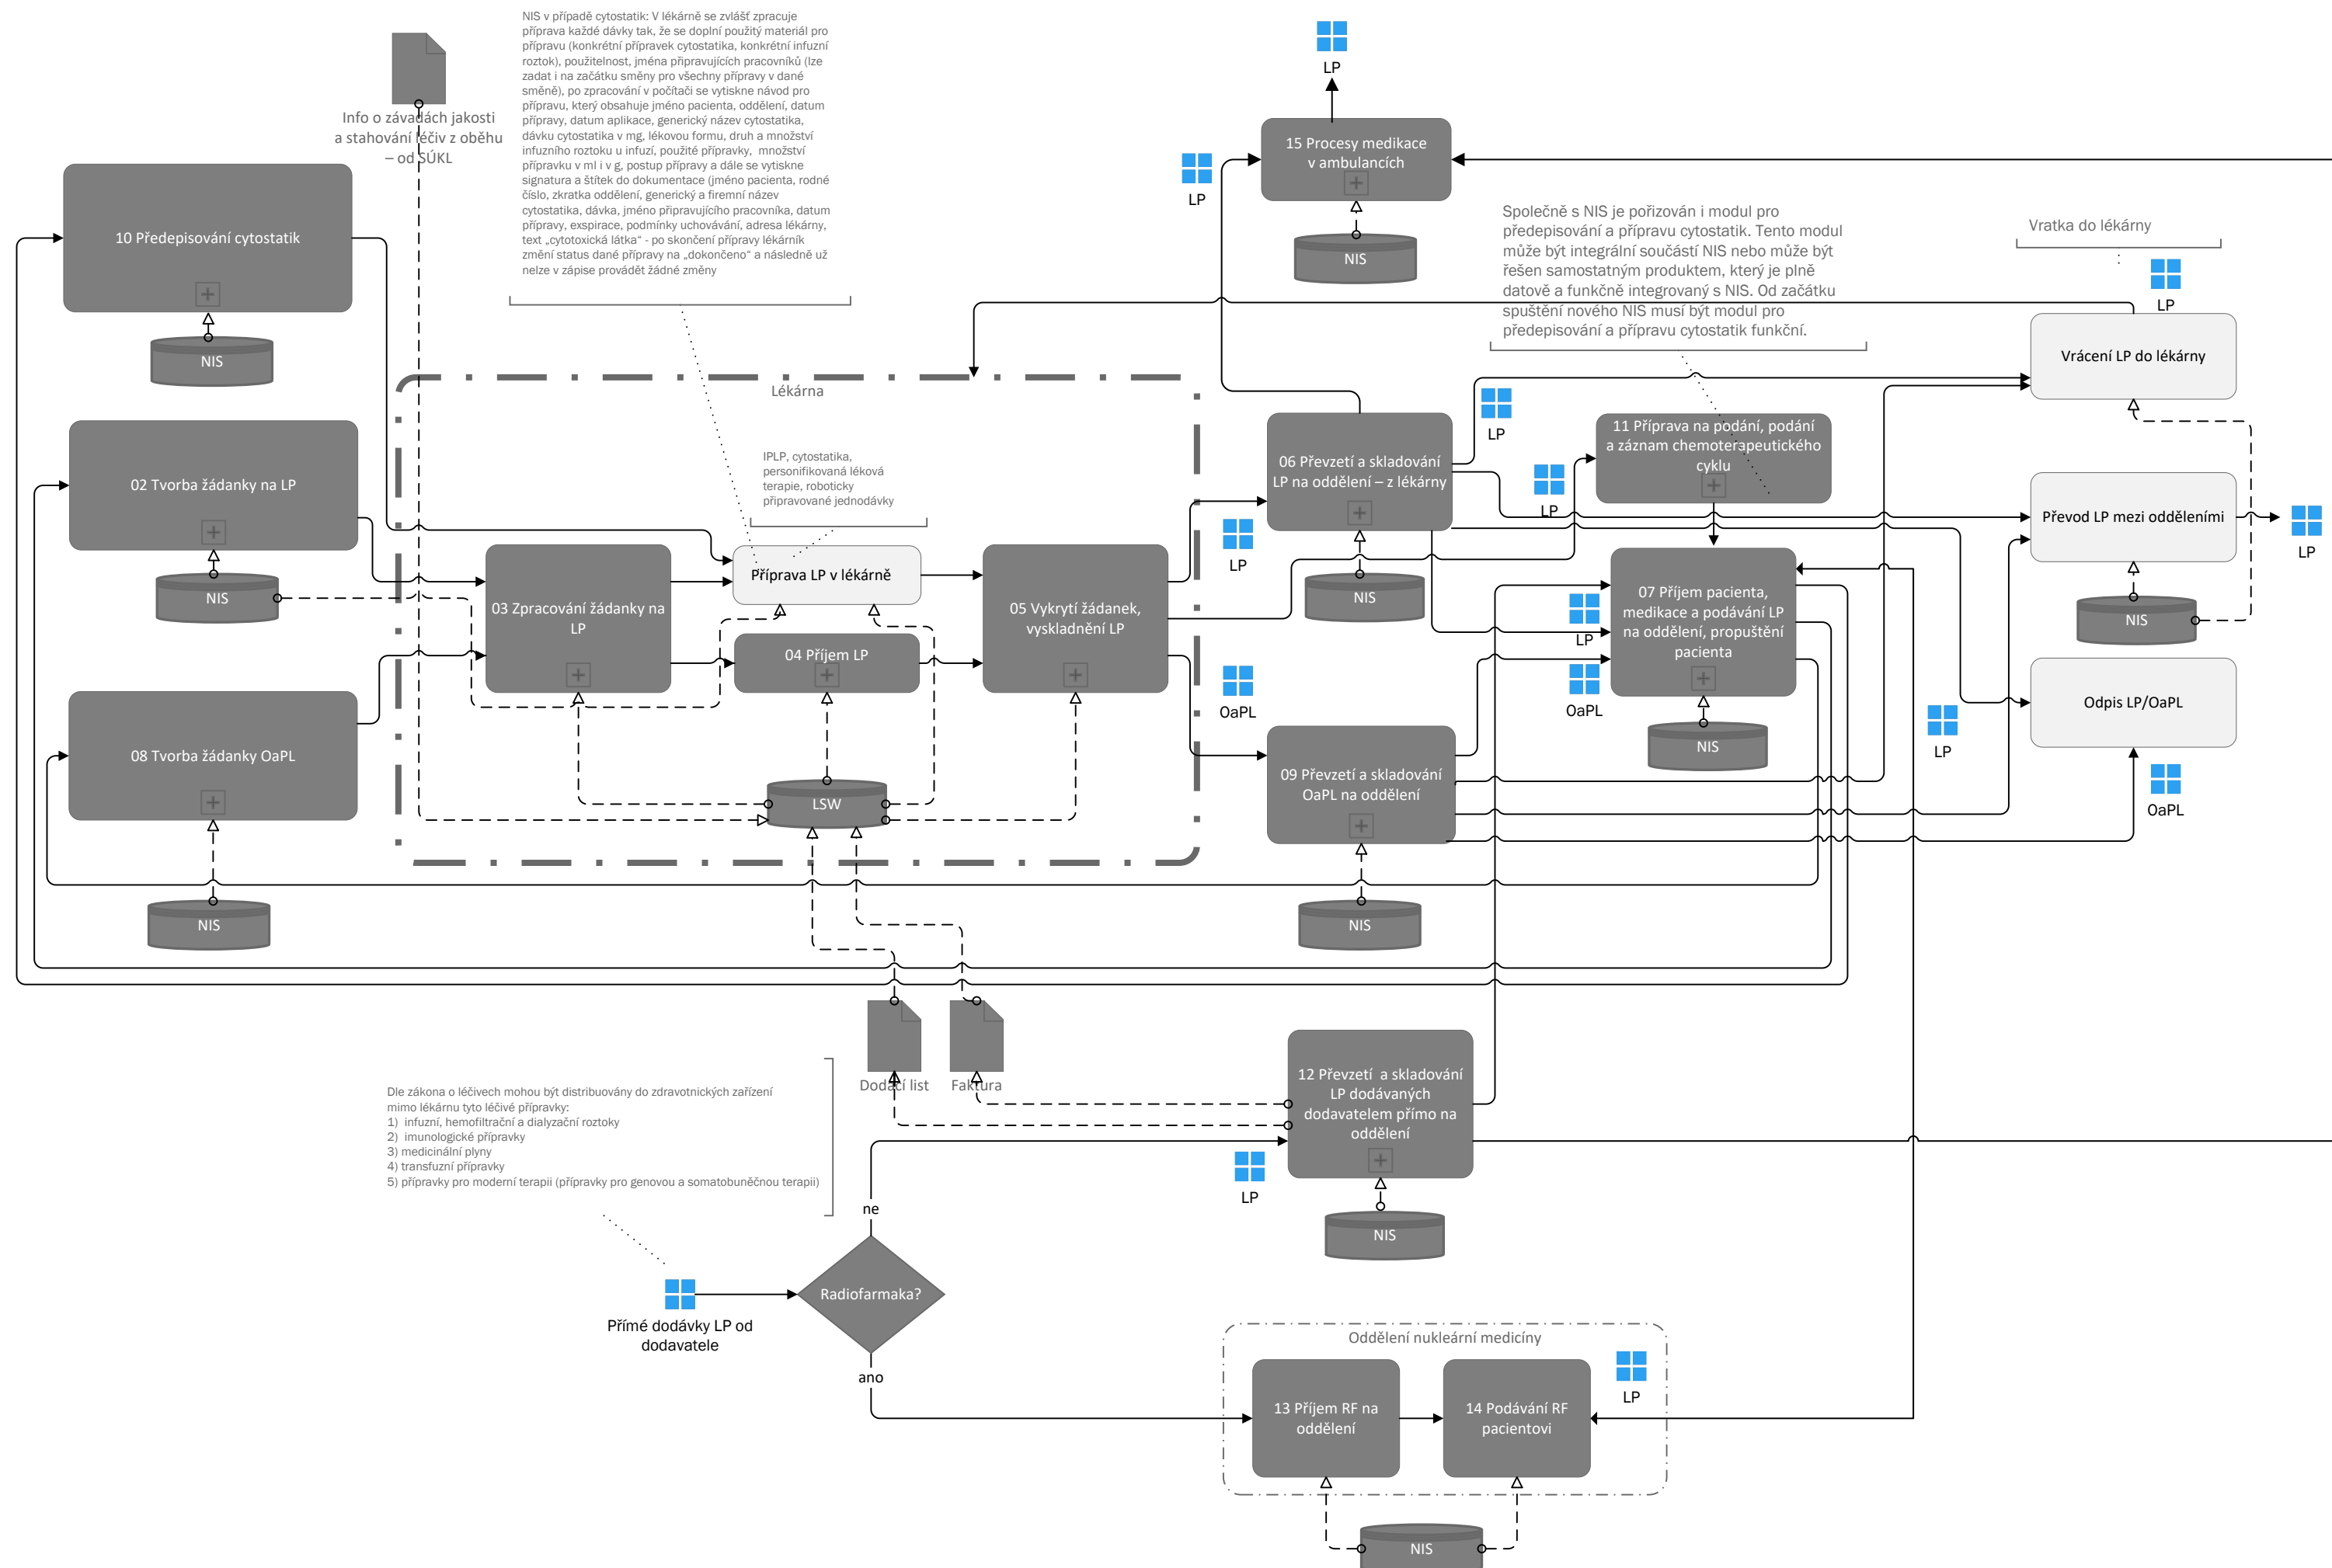 NIS v případě cytostatik: V lékárně se zvlášť zpracuje
příprava každé dávky tak, že se doplní použitý materiál pro
přípravu (konkrétní přípravek cytostatika, konkrétní infuzní
roztok), použitelnost, jména připravujících pracovníků (lze
zadat i na začátku směny pro všechny přípravy v dané
směně), po zpracování v počítači se vytiskne návod pro
přípravu, který obsahuje jméno pacienta, oddělení, datum
přípravy, datum aplikace, generický název cytostatika,
dávku cytostatika v mg, lékovou formu, druh a množství
infuzního roztoku u infuzí, použité přípravky, množství
přípravku v ml i v g, postup přípravy a dále se vytiskne
signatura a štítek do dokumentace (jméno pacienta, rodné
číslo, zkratka oddělení, generický a firemní název
cytostatika, dávka, jméno připravujícího pracovníka, datum
přípravy, exspirace, podmínky uchovávání, adresa lékárny,
text „cytotoxická látka“ - po skončení přípravy lékárník
změní status dané přípravy na „dokončeno“ a následně už
nelze v zápise provádět žádné změny
Info o závadách jakosti
a stahování léčiv z oběhu
– od SÚKL
LP
15 Procesy medikace
v ambulancích
LP
NIS
Společně s NIS je pořizován i modul pro
předepisování a přípravu cytostatik. Tento modul
může být integrální součástí NIS nebo může být
řešen samostatným produktem, který je plně
datově a funkčně integrovaný s NIS. Od začátku
spuštění nového NIS musí být modul pro
předepisování a přípravu cytostatik funkční.
Vratka do lékárny
LP
Vrácení LP do lékárny
10 Předepisování cytostatik
NIS
Lékárna
02 Tvorba žádanky na LP
NIS
IPLP, cytostatika,
personifikovaná léková
terapie, roboticky
připravované jednodávky
03 Zpracování žádanky na
LP
Příprava LP v lékárně
04 Příjem LP
05 Vykrytí žádanek,
vyskladnění LP
LSW
LP
OaPL
06 Převzetí a skladování
LP na oddělení – z lékárny
NIS
LP
LP
11 Příprava na podání, podání
a záznam chemoterapeutického
cyklu
Převod LP mezi odděleními
LP
NIS
07 Příjem pacienta,
medikace a podávání LP
na oddělení, propuštění
pacienta
LP
OaPL
NIS
LP
Odpis LP/OaPL
OaPL
08 Tvorba žádanky OaPL
NIS
09 Převzetí a skladování
OaPL na oddělení
NIS
Dodací list
Faktura
12 Převzetí a skladování
LP dodávaných
dodavatelem přímo na
oddělení
LP
NIS
Dle zákona o léčivech mohou být distribuovány do zdravotnických zařízení
mimo lékárnu tyto léčivé přípravky:
1) infuzní, hemofiltrační a dialyzační roztoky
2) imunologické přípravky
3) medicinální plyny
4) transfuzní přípravky
5) přípravky pro moderní terapii (přípravky pro genovou a somatobuněčnou terapii)
ne
Radiofarmaka?
Přímé dodávky LP od
dodavatele
ano
Oddělení nukleární medicíny
13 Příjem RF na
oddělení
14 Podávání RF
pacientovi
LP
NIS